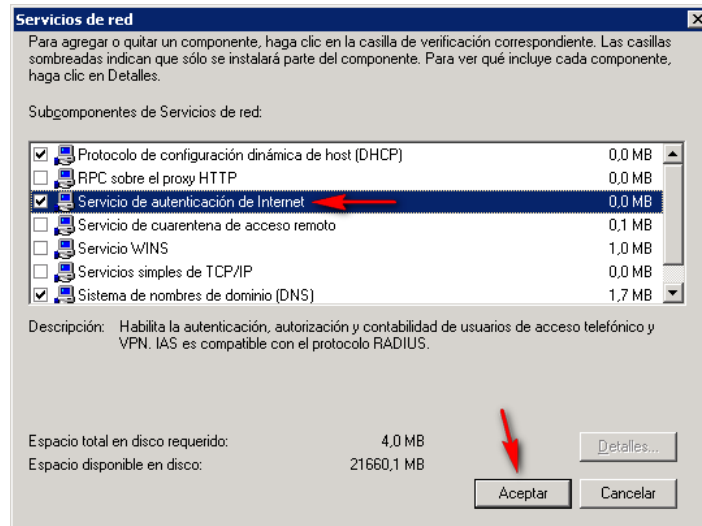 Servicios de red
Para agregar o quitar un componente, haga clic en la casilla de verificación correspondiente. Las casillas
sombreadas indican que sólo se instalará parte del componente. Para ver qué incluye cada componente,
haga clic en Detalles.
Subcomponentes de Servicios de red:
Protocolo de configuración dinámica de host (DHCP) 0,0 MB
RPC sobre el proxy HTTP 0,0 MB
Servicio de autenticación de Internet 0,0 MB
Servicio de cuarentena de acceso remoto 0,1 MB
Servicio WINS 1,0 MB
Servicios simples de TCP/IP 0,0 MB
Sistema de nombres de dominio (DNS) 1,7 MB
Descripción: Habilita la autenticación, autorización y contabilidad de usuarios de acceso telefónico y
VPN. IAS es compatible con el protocolo RADIUS.
Espacio total en disco requerido: 4,0 MB
Detalles...
Espacio disponible en disco: 21660,1 MB
Aceptar Cancelar